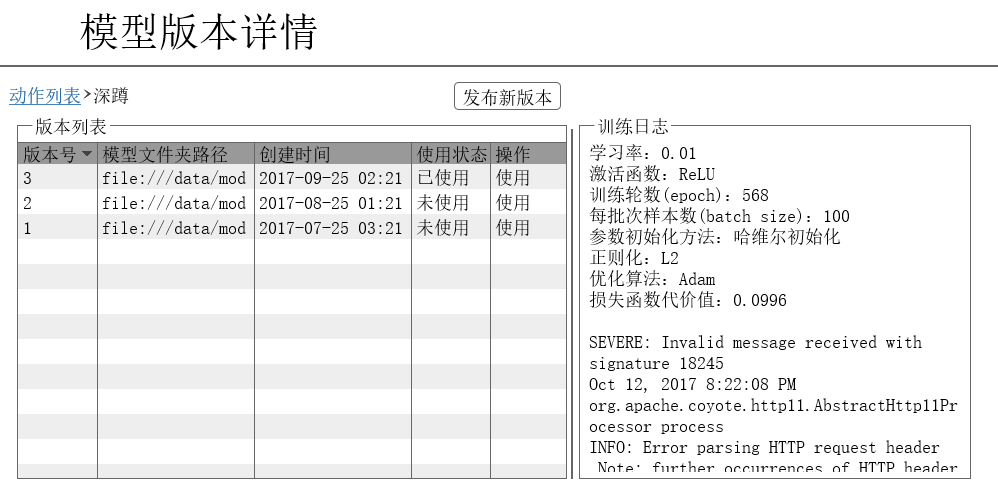 模型版本详情
动作列表>深蹲
发布新版本
版本列表
版本号 模型文件夹路径 创建时间 使用状态 操作
3 file:///data/mod 2017-09-25 02:21 已使用 使用
2 file:///data/mod 2017-08-25 01:21 未使用 使用
1 file:///data/mod 2017-07-25 03:21 未使用 使用
训练日志
学习率: 0.01
激活函数: ReLU
训练轮数(epoch): 568
每批次样本数(batch size): 100
参数初始化方法: 哈维尔初始化
正则化: L2
优化算法: Adam
损失函数代价值: 0.0996
SEVERE: Invalid message received with
signature 18245
Oct 12, 2017 8:22:08 PM
org.apache.coyote.http11.AbstractHttp11Pr
ocessor process
INFO: Error parsing HTTP request header
Note: further occurrences of HTTP header